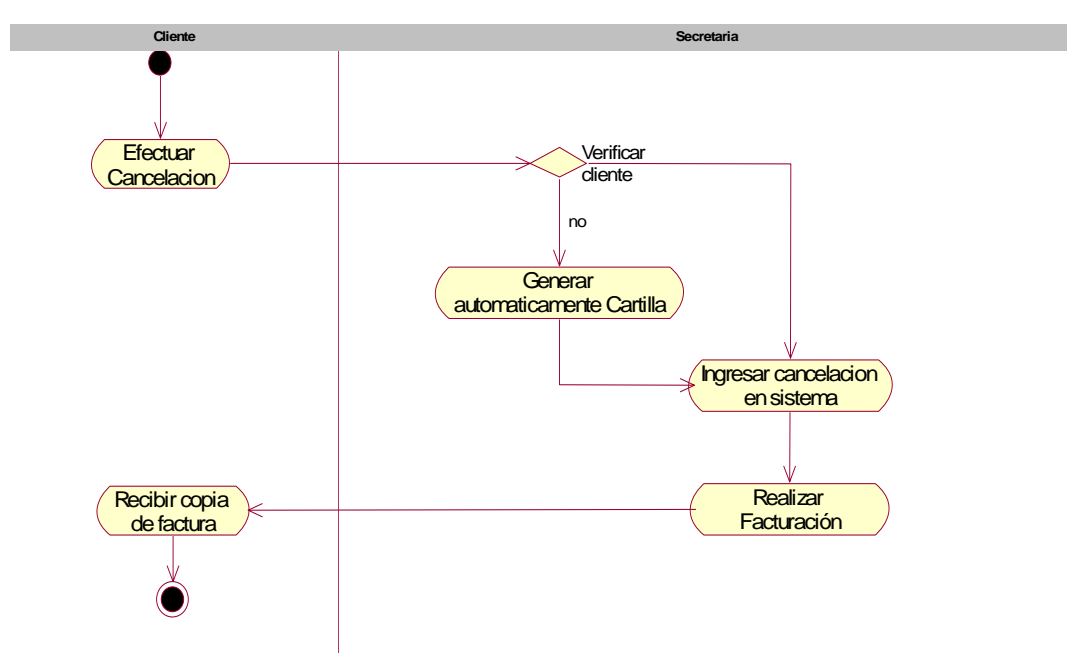 Cliente
Secretaria
Efectuar
Cancelacion
Verificar
cliente
no
Generar
automaticamente Cartilla
Ingresar cancelacion
en sistema
Recibir copia
de factura
Realizar
Facturación